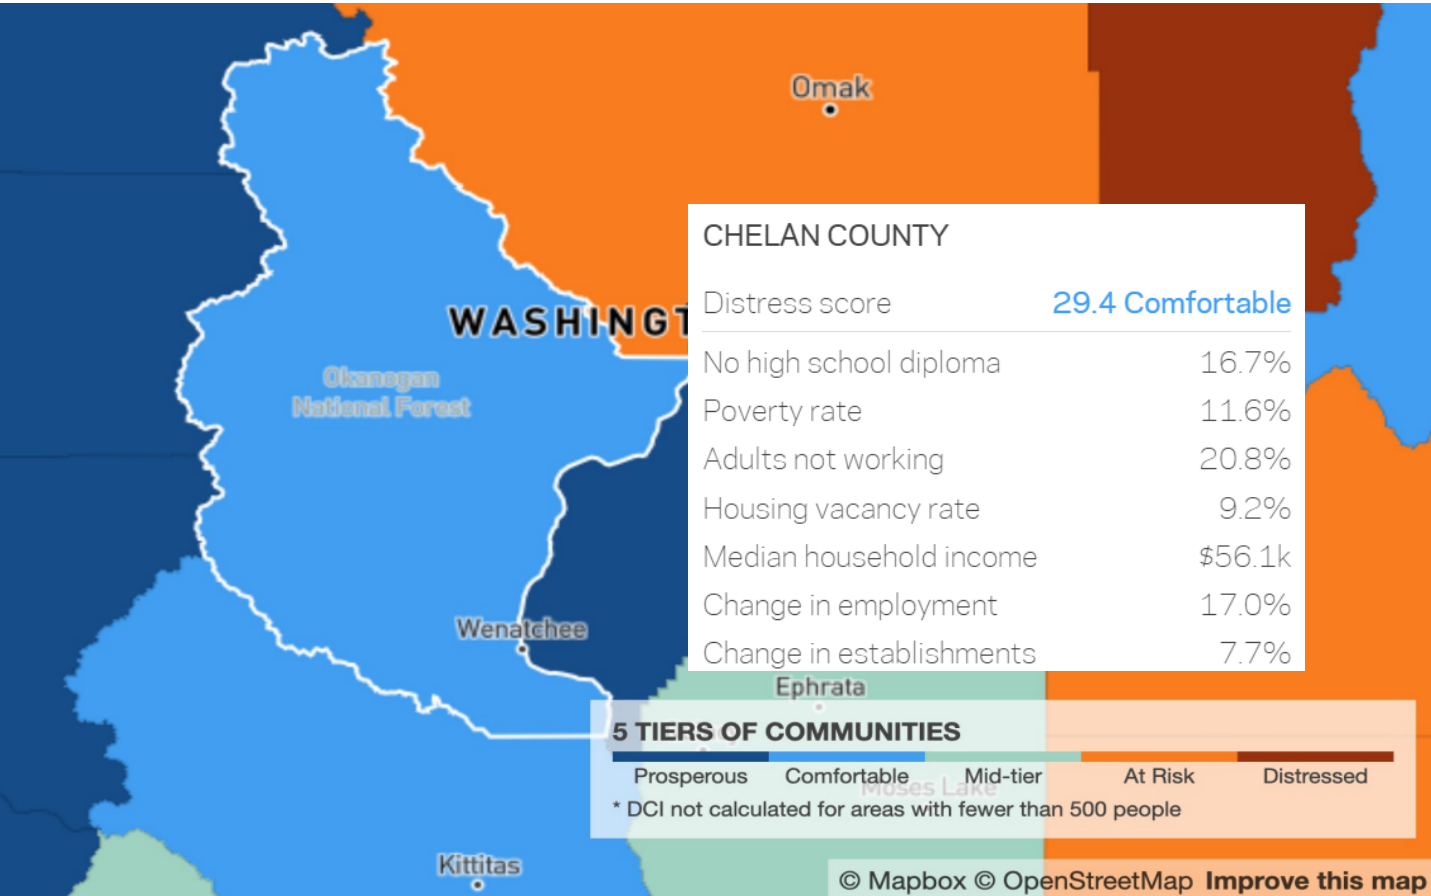 Omak
CHELAN COUNTY
Distress score 29.4 Comfortable
WASHINGT
No high school diploma 16.7%
Okanogan
National Forest
Poverty rate 11.6%
Adults not working 20.8%
Housing vacancy rate 9.2%
Median household income $56.1k
Change in employment 17.0%
Wenatchee
Change in establishments 7.7%
Ephrata
5 TIERS OF COMMUNITIES
Prosperous Comfortable Mid-tier At Risk Distressed
Moses Lake
* DCI not calculated for areas with fewer than 500 people
Kittitas
© Mapbox © OpenStreetMap Improve this map